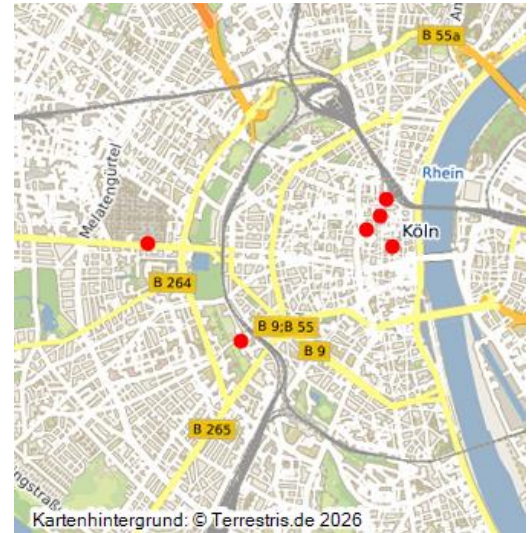 B 55a
Melatengürtel
Rhein
Köln
B 264
B 9;B 55
B 9
B 265
Kartenhintergrund: © Terrestris.de 2026